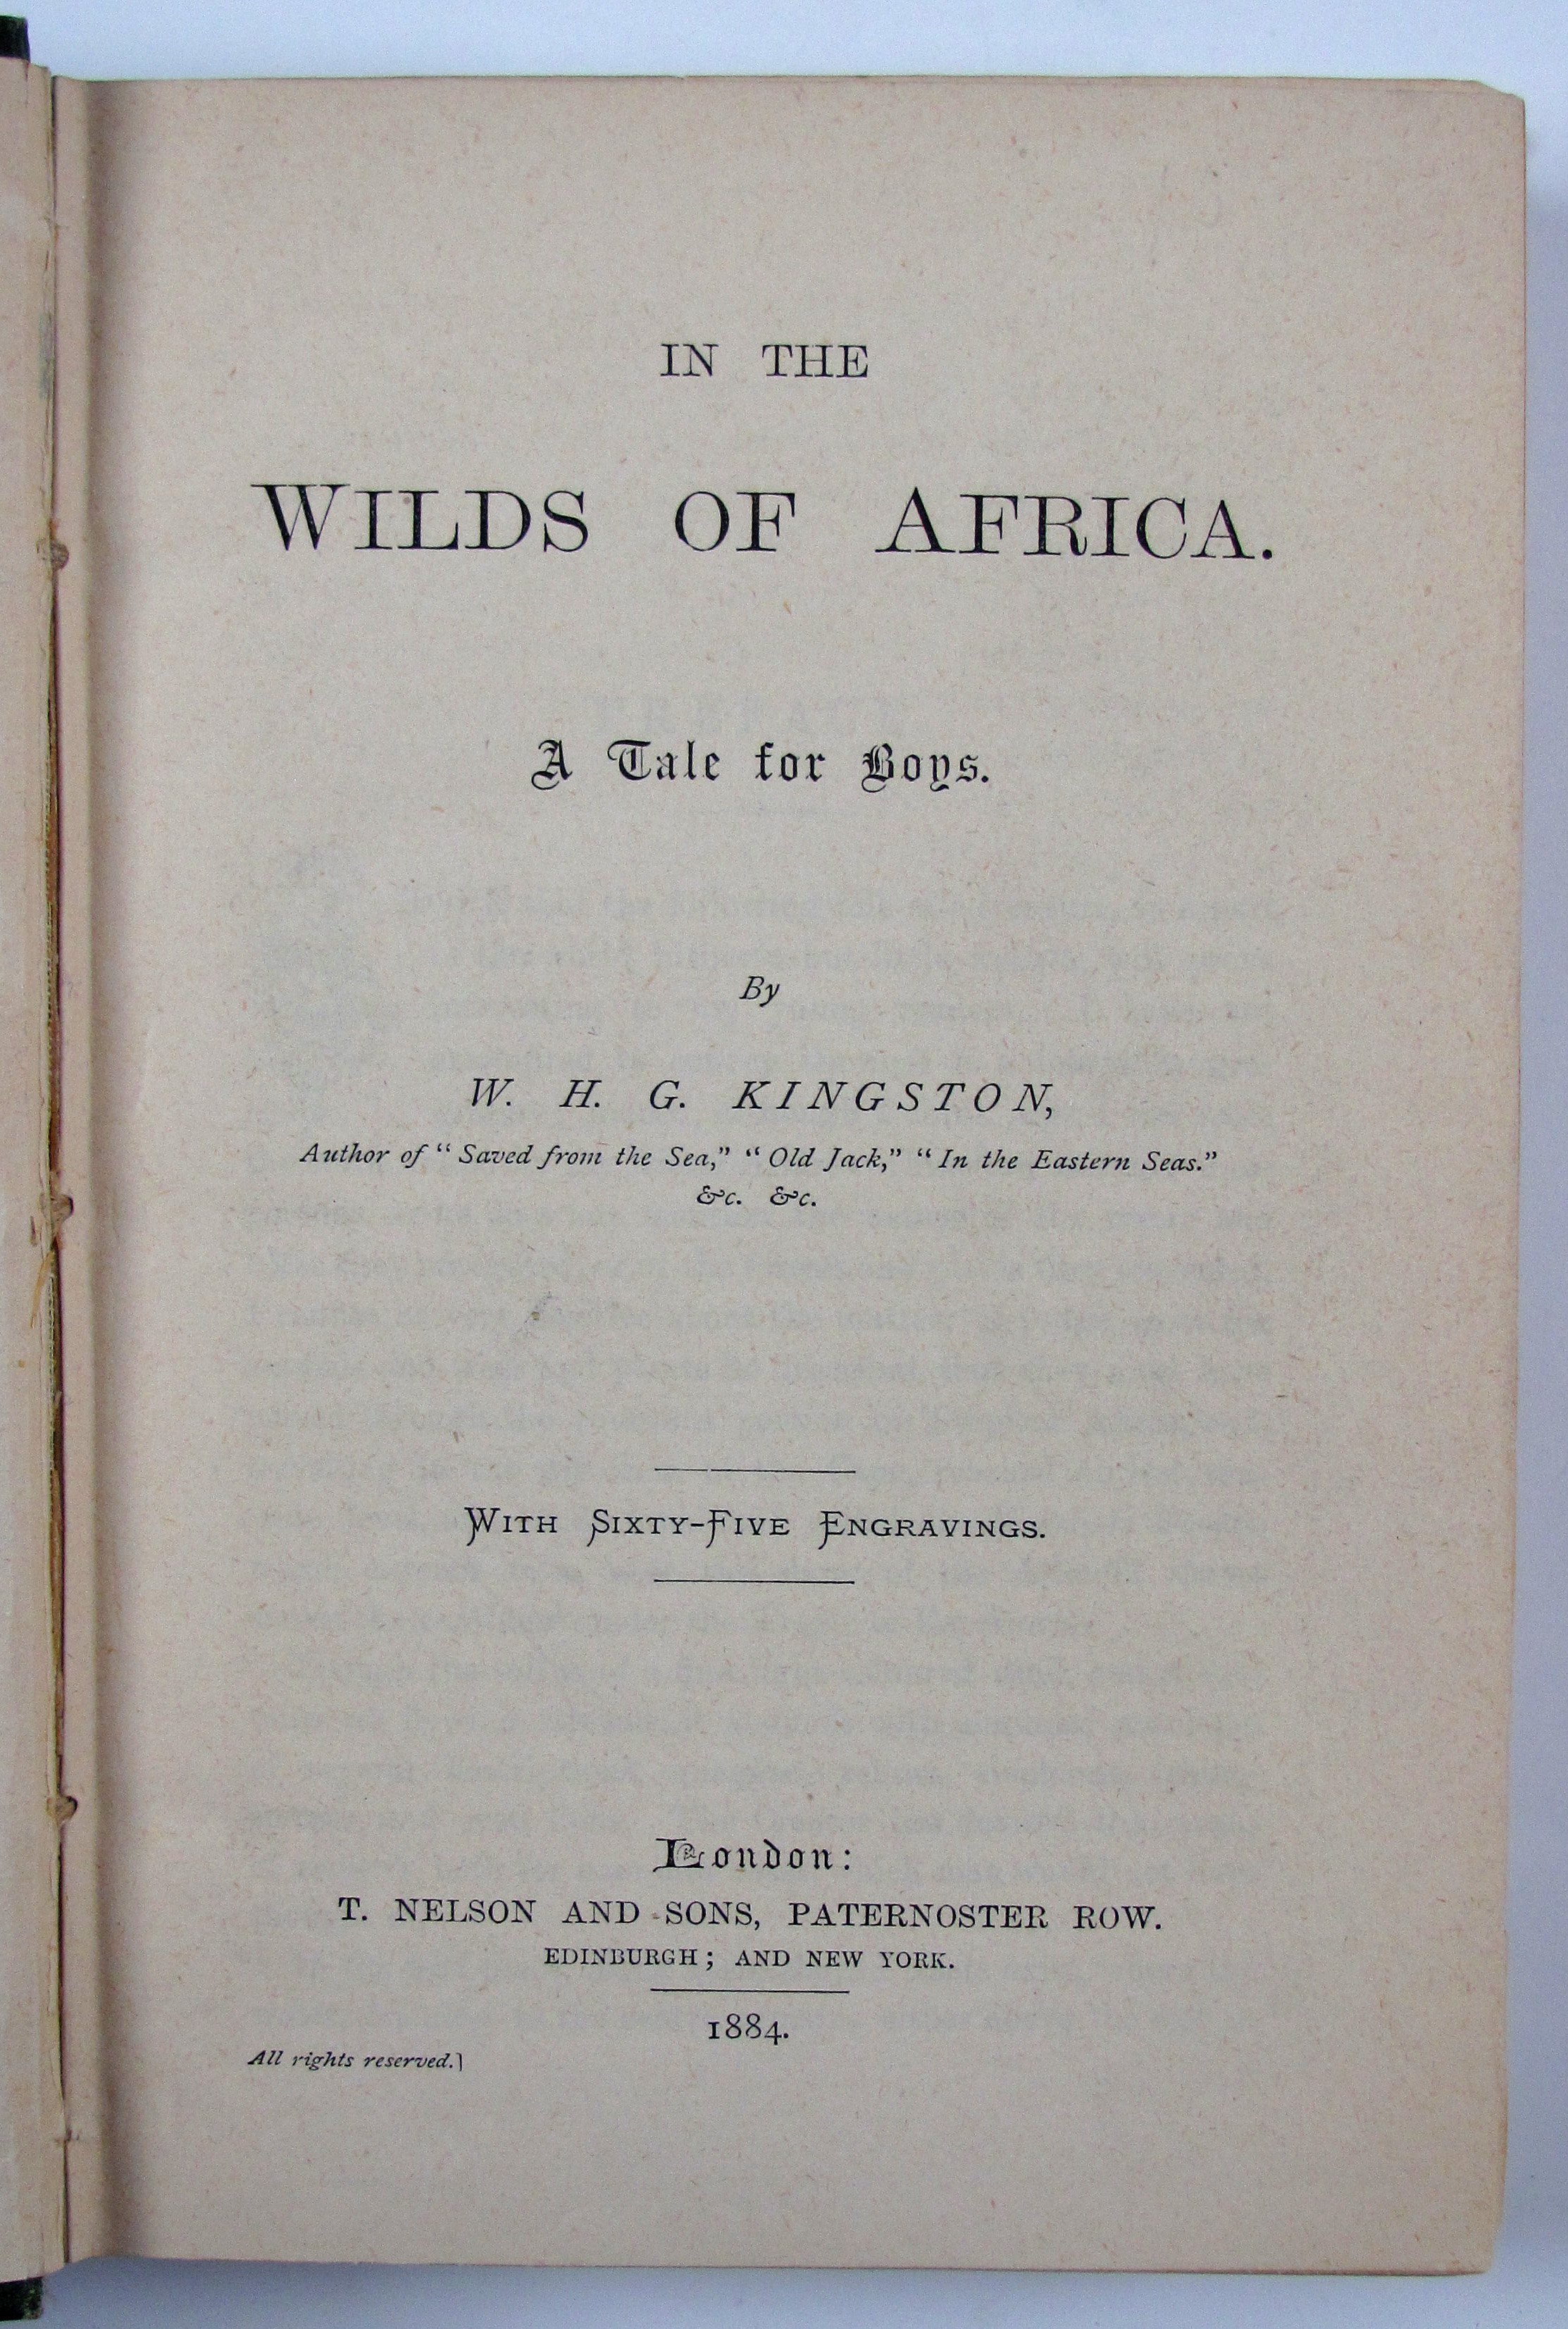 IN THE
WILDS OF AFRICA.
A Tale for Boys.
By
W. H. G. KINGSTON,
Author of “Saved from the Sea,” “Old Jack,” “In the Eastern Seas.”
&c. &c.
WITH SIXTY-FIVE ENGRAVINGS.
London:
T. NELSON AND SONS, PATERNOSTER ROW.
EDINBURGH; AND NEW YORK.
1884.
All rights reserved.]